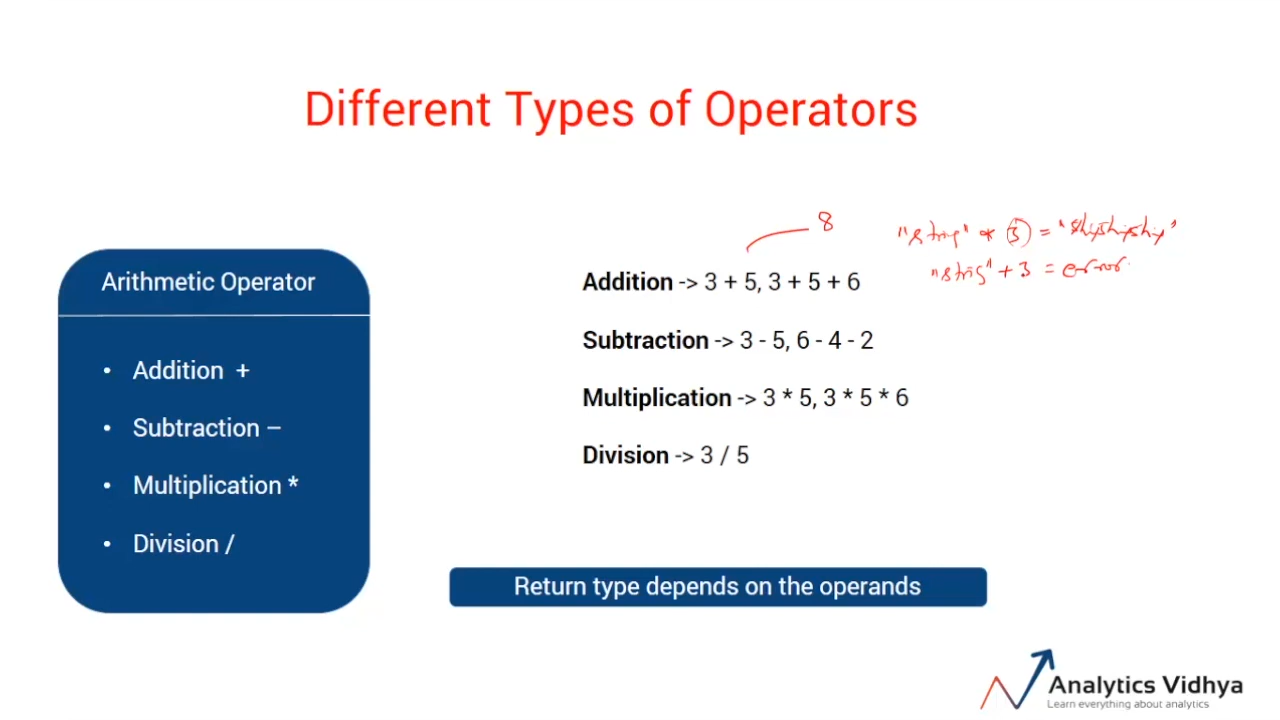 Different Types of Operators
8
"string" * 3 = "stringstringstring"
"string" + 3 = error
Arithmetic Operator
• Addition +
• Subtraction –
• Multiplication *
• Division /
Addition -> 3 + 5, 3 + 5 + 6
Subtraction -> 3 - 5, 6 - 4 - 2
Multiplication -> 3 * 5, 3 * 5 * 6
Division -> 3 / 5
Return type depends on the operands
Analytics Vidhya
Learn everything about analytics